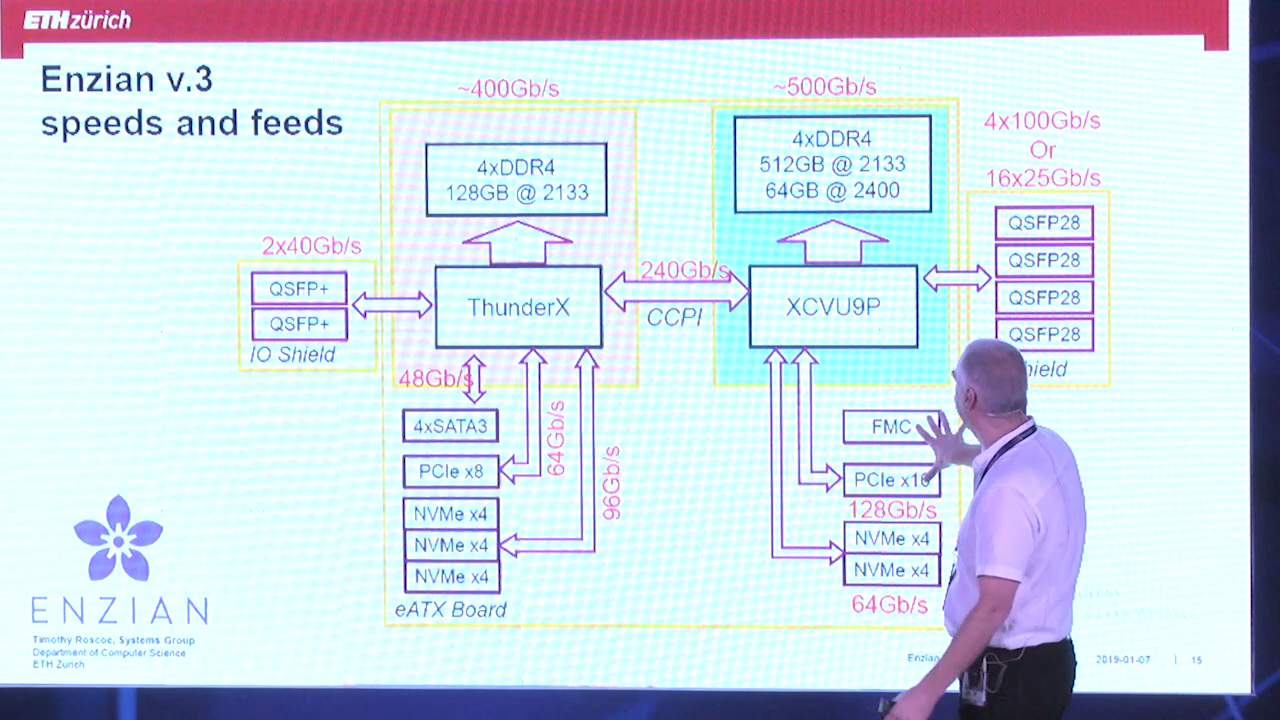 ETHzürich
Enzian v.3
speeds and feeds
~400Gb/s
~500Gb/s
4x100Gb/s
Or
16x25Gb/s
4xDDR4
128GB @ 2133
4xDDR4
512GB @ 2133
64GB @ 2400
2x40Gb/s
QSFP+
QSFP+
IO Shield
ThunderX
240Gb/s
CCPI
XCVU9P
QSFP28
QSFP28
QSFP28
QSFP28
48Gb/s
4xSATA3
64Gb/s
PCIe x8
96Gb/s
NVMe x4
NVMe x4
NVMe x4
eATX Board
FMC
PCIe x16
128Gb/s
NVMe x4
NVMe x4
64Gb/s
ENZIAN
Timothy Roscoe, Systems Group
Department of Computer Science
ETH Zurich
Enzian
2019-01-07 | 15